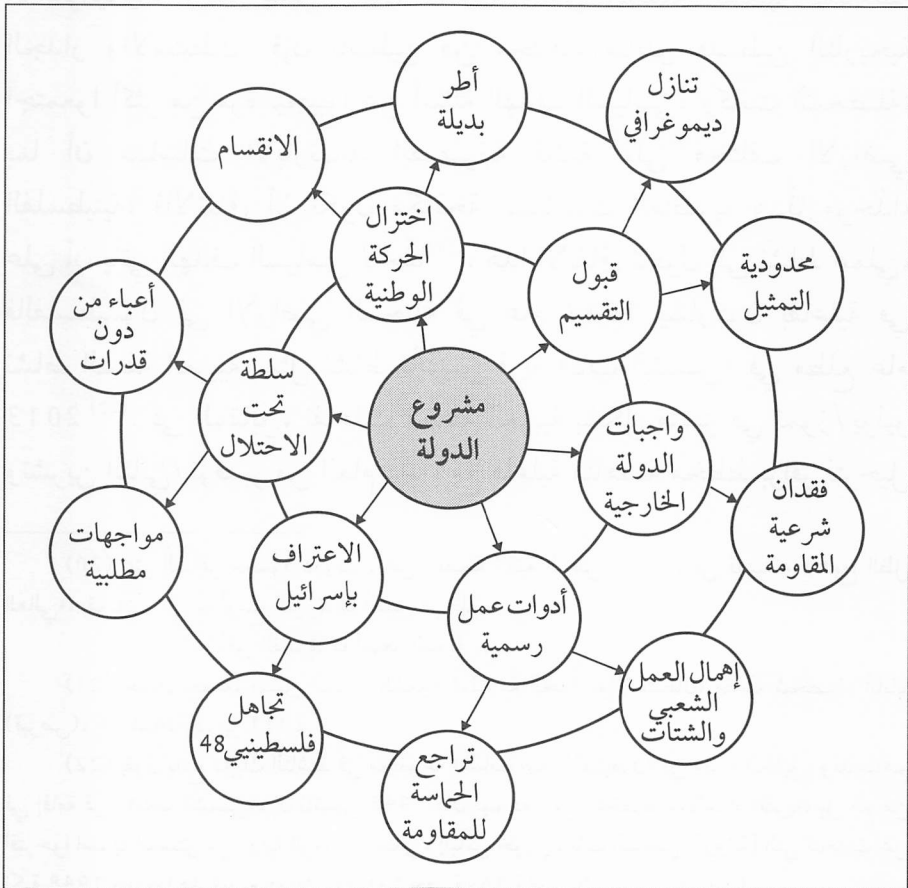 تنازل
ديموغرافي
أطر
بديلة
الانقسام
اختزال
الحركة
الوطنية
قبول
التقسيم
محدودية
التمثيل
أعباء من
دون
قدرات
سلطة
تحت
الاحتلال
مشروع
الدولة
واجبات
الدولة
الخارجية
فقدان
شرعية
المقاومة
مواجهات
مطلبية
الاعتراف
بإسرائيل
أدوات عمل
رسمية
إهمال العمل
الشعبي
والشتات
تجاهل
فلسطينيي48
تراجع
الحماسة
للمقاومة